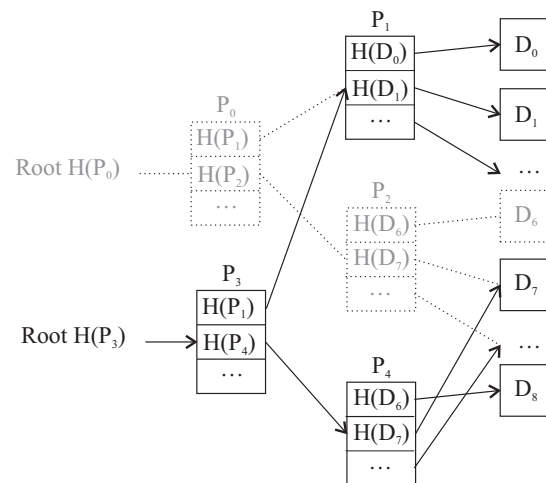 P₁
H(D₀)
D₀
H(D₁)
D₁
...
...
P₀
H(P₁)
Root H(P₀)
H(P₂)
...
P₂
H(D₆)
D₆
H(D₇)
D₇
...
...
P₃
H(P₁)
Root H(P₃)
H(P₄)
...
P₄
H(D₆)
D₈
H(D₇)
...